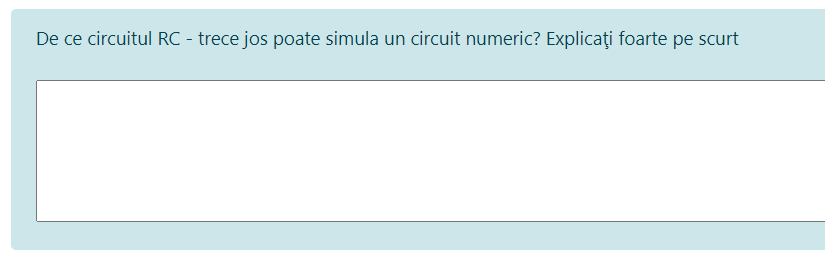 De ce circuitul RC - trece jos poate simula un circuit numeric? Explicaţi foarte pe scurt